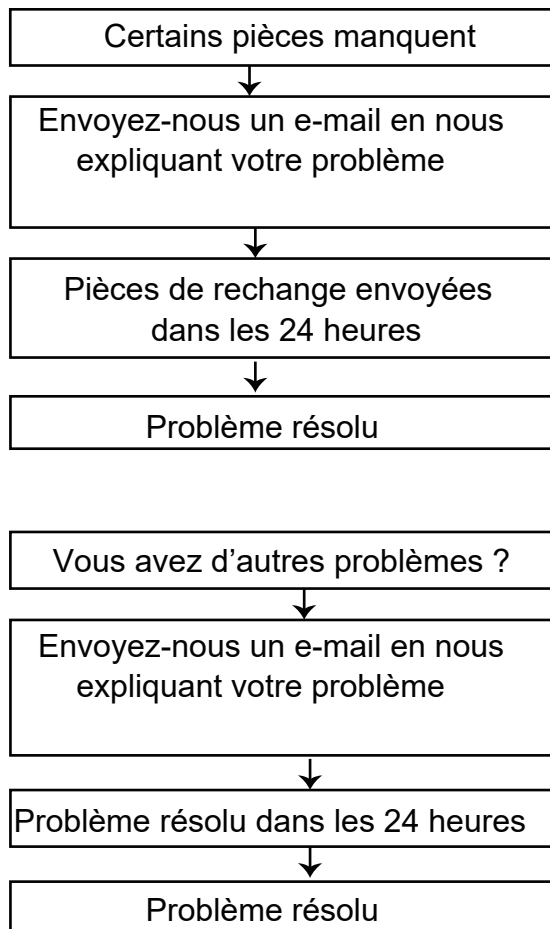 Certains pièces manquent
Envoyez-nous un e-mail en nous
expliquant votre problème
Pièces de rechange envoyées
dans les 24 heures
Problème résolu
Vous avez d’autres problèmes ?
Envoyez-nous un e-mail en nous
expliquant votre problème
Problème résolu dans les 24 heures
Problème résolu